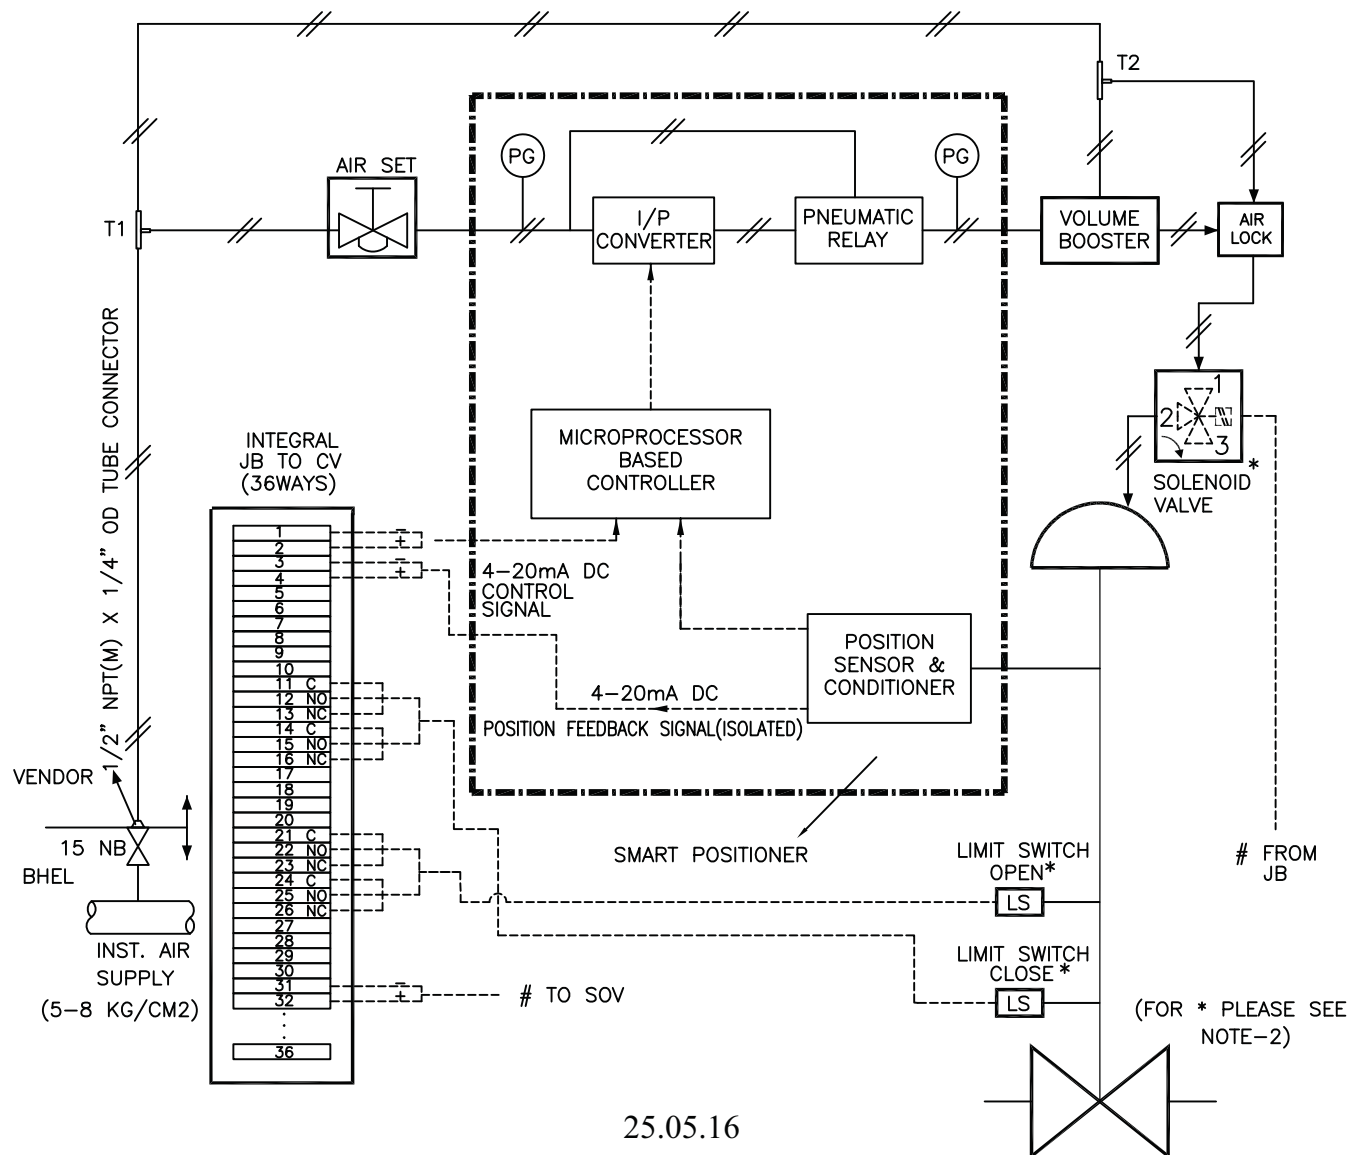 T2
AIR SET
PG
PG
T1
I/P
CONVERTER
PNEUMATIC
RELAY
VOLUME
BOOSTER
AIR
LOCK
1/2" NPT(M) X 1/4" OD TUBE CONNECTOR
1
2
3
SOLENOID*
VALVE
MICROPROCESSOR
BASED
CONTROLLER
INTEGRAL
JB TO CV
(36WAYS)
1 −
2 +
3 −
4 +
5
6
7
8
9
10
11 C
12 NO
13 NC
14 C
15 NO
16 NC
17
18
19
20
21 C
22 NO
23 NC
24 C
25 NO
26 NC
27
28
29
30
31 −
32 +
36
4−20mA DC
CONTROL
SIGNAL
POSITION
SENSOR &
CONDITIONER
4−20mA DC
POSITION FEEDBACK SIGNAL(ISOLATED)
SMART POSITIONER
VENDOR
15 NB
BHEL
INST. AIR
SUPPLY
(5−8 KG/CM2)
# TO SOV
LIMIT SWITCH
OPEN*
LS
LIMIT SWITCH
CLOSE*
LS
# FROM
JB
(FOR * PLEASE SEE
NOTE−2)
25.05.16